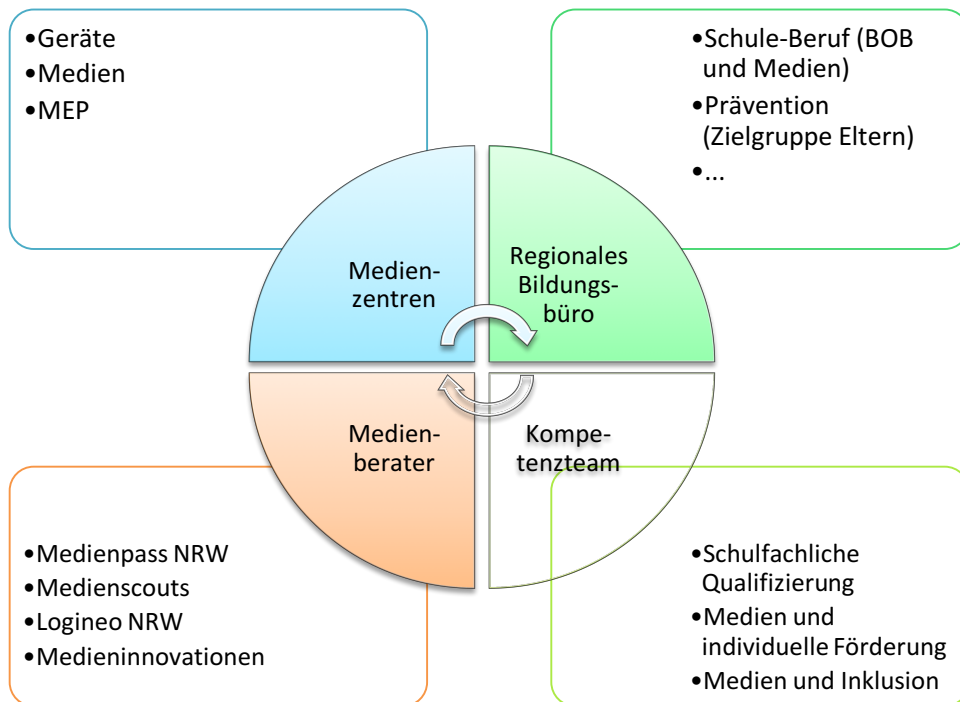 •Geräte
•Medien
•MEP
•Schule-Beruf (BOB
und Medien)
•Prävention
(Zielgruppe Eltern)
•...
Medien-
zentren
Regionales
Bildungs-
büro
Medien-
berater
Kompe-
tenzteam
•Medienpass NRW
•Medienscouts
•Logineo NRW
•Medieninnovationen
•Schulfachliche
Qualifizierung
•Medien und
individuelle Förderung
•Medien und Inklusion